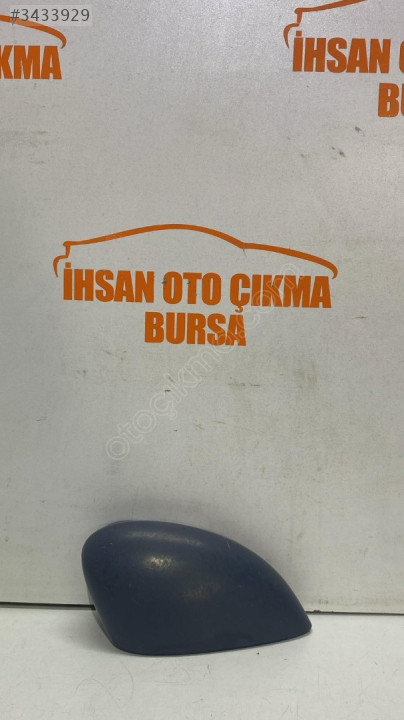 #3433929
KMA
İHSAN O
BU
İHSAN OTO ÇIKMA
BURSA
otoçıkma.com